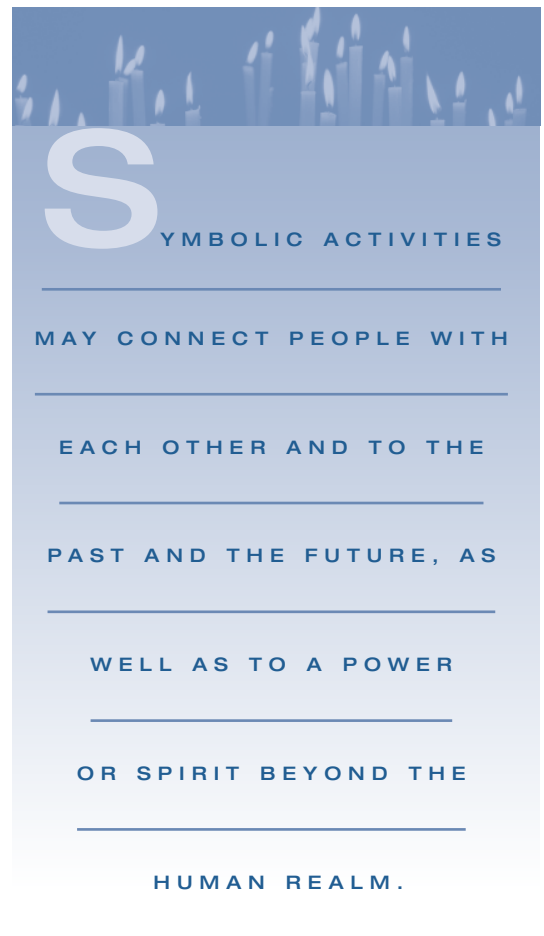 SYMBOLIC ACTIVITIES
MAY CONNECT PEOPLE WITH
EACH OTHER AND TO THE
PAST AND THE FUTURE, AS
WELL AS TO A POWER
OR SPIRIT BEYOND THE
HUMAN REALM.